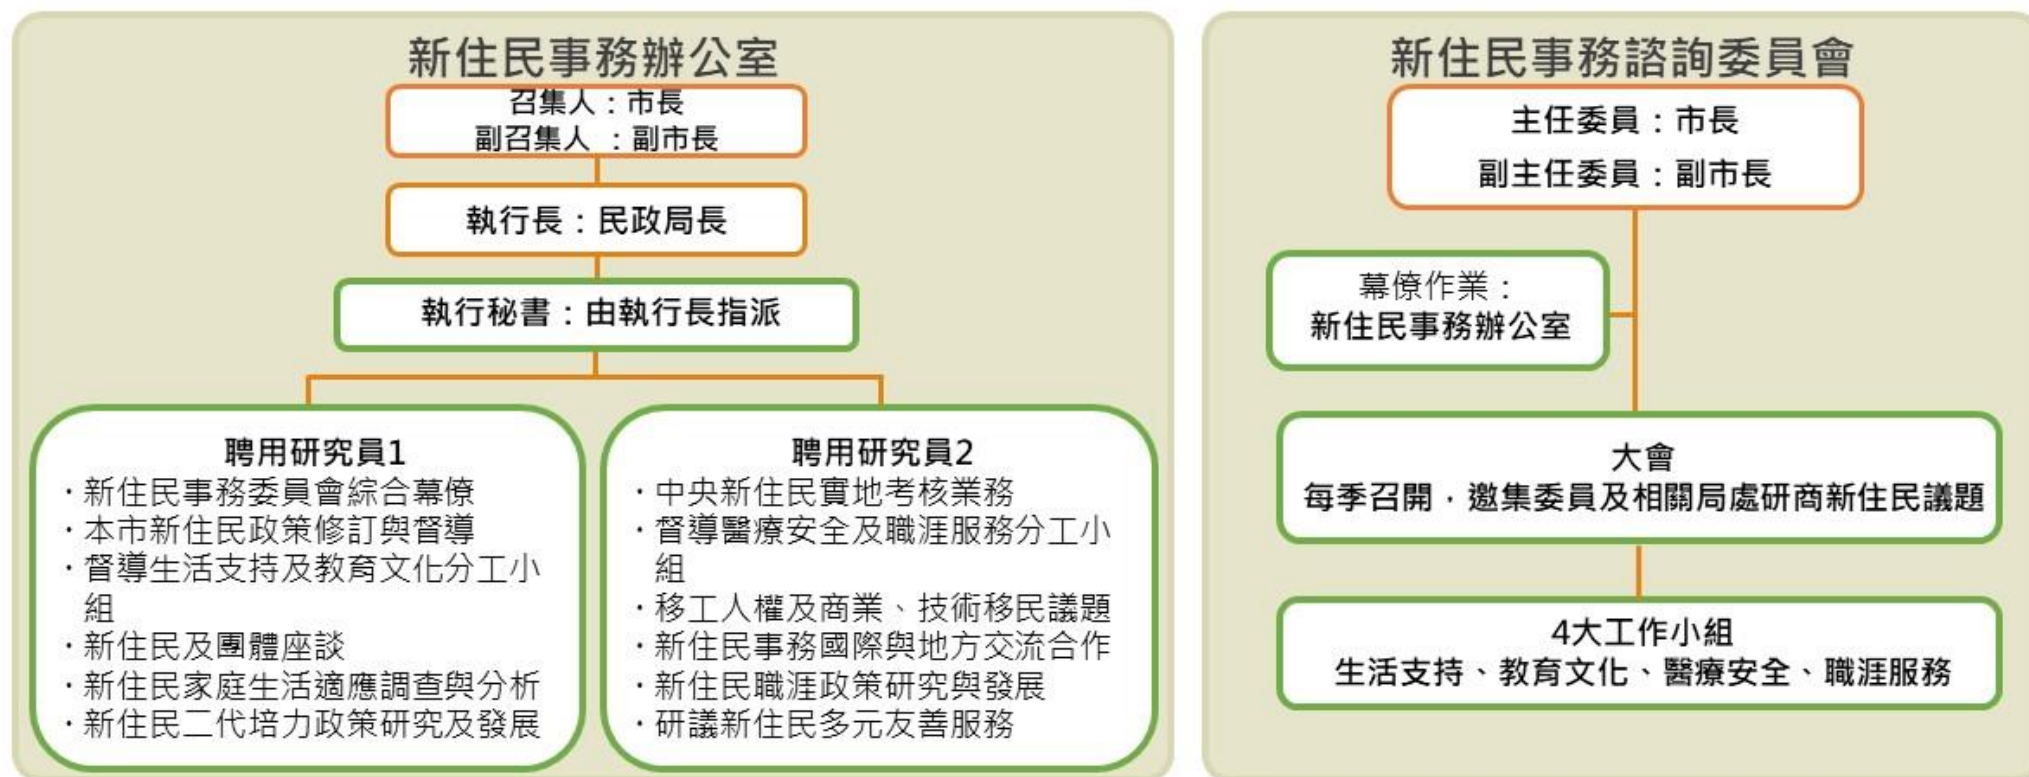 新住民事務辦公室
召集人：市長
副召集人 ：副市長
執行長：民政局長
執行秘書：由執行長指派
聘用研究員1
·新住民事務委員會綜合幕僚
·本市新住民政策修訂與督導
·督導生活支持及教育文化分工小
組
·新住民及團體座談
·新住民家庭生活適應調查與分析
·新住民二代培力政策研究及發展
聘用研究員2
·中央新住民實地考核業務
·督導醫療安全及職涯服務分工小
組
·移工人權及商業、技術移民議題
·新住民事務國際與地方交流合作
·新住民職涯政策研究與發展
·研議新住民多元友善服務
新住民事務諮詢委員會
主任委員：市長
副主任委員：副市長
幕僚作業：
新住民事務辦公室
大會
每季召開，邀集委員及相關局處研商新住民議題
4大工作小組
生活支持、教育文化、醫療安全、職涯服務